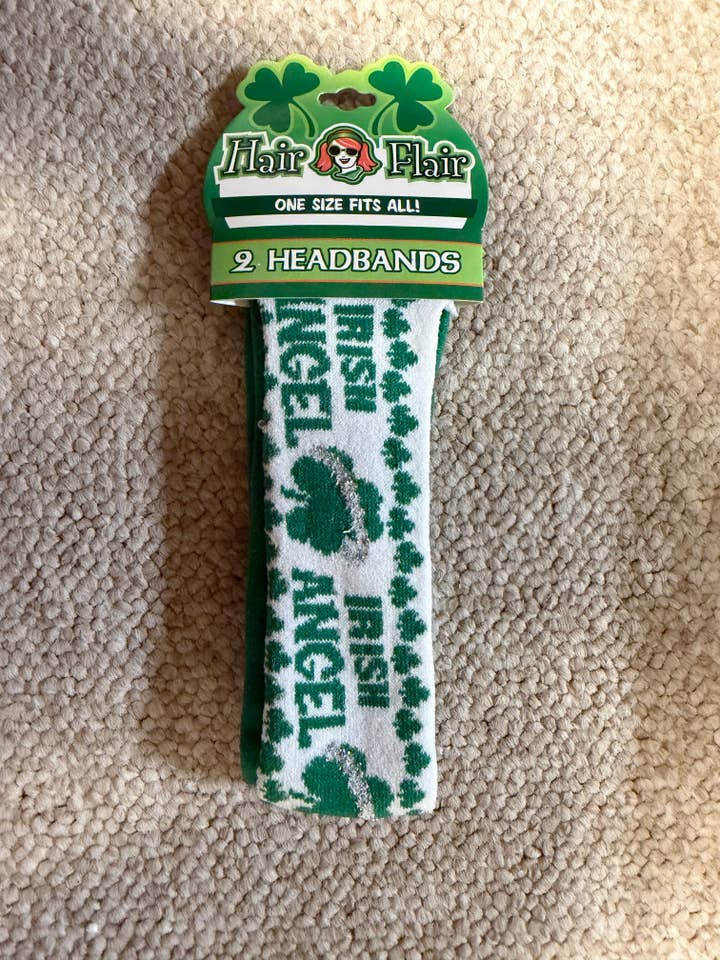 Hair Flair
ONE SIZE FITS ALL!
2 HEADBANDS
IRISH
ANGEL
IRISH
ANGEL